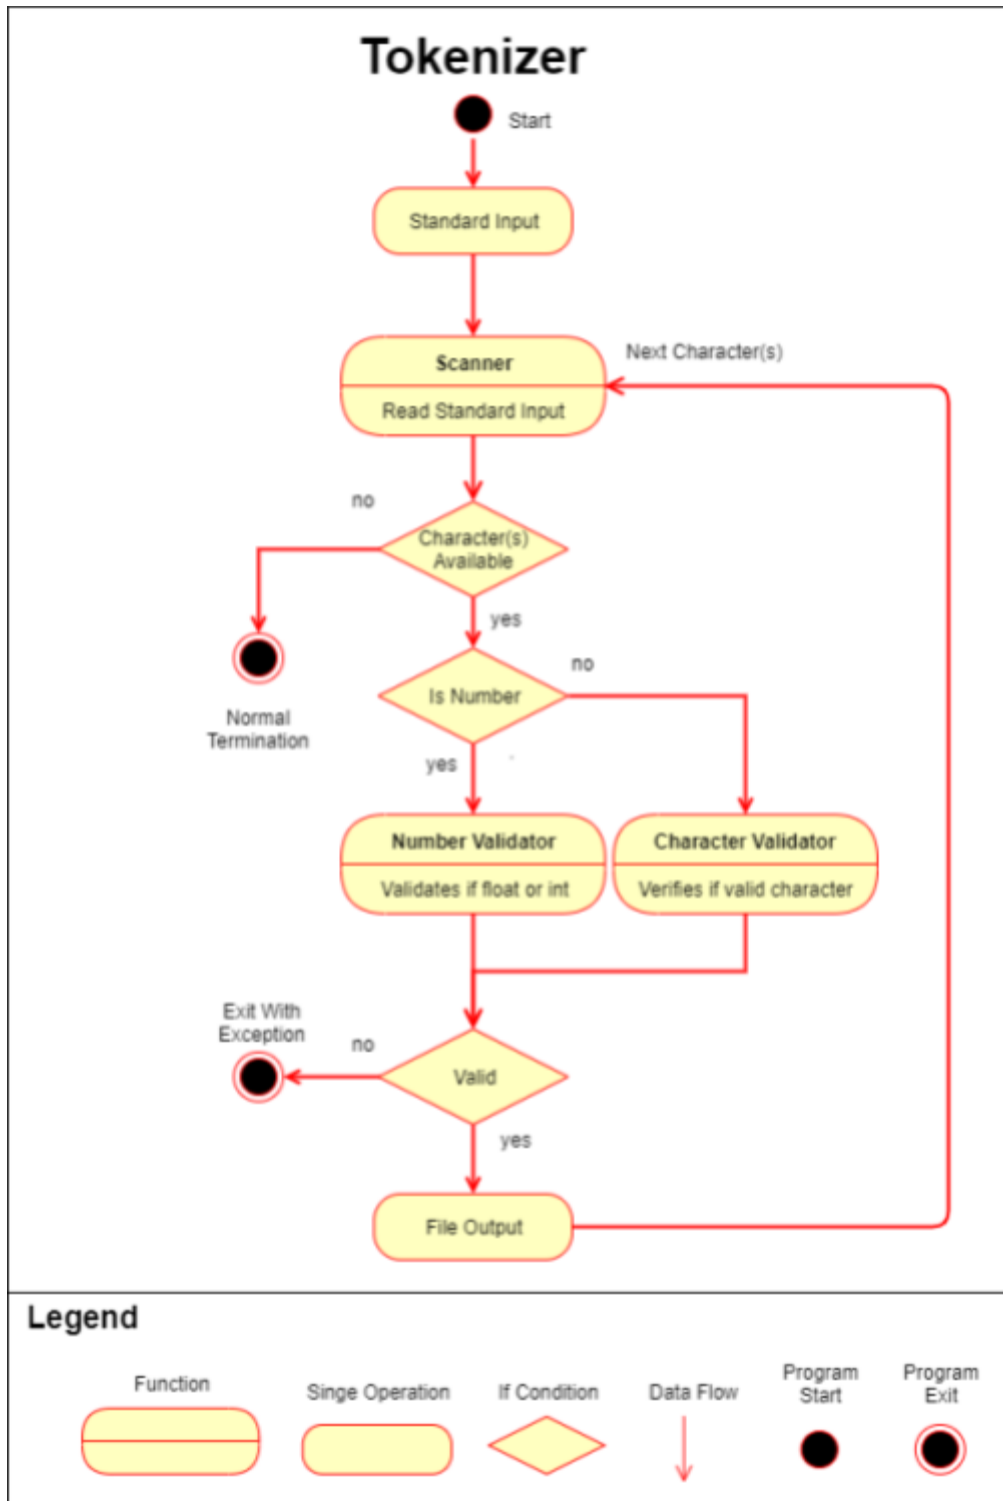 Tokenizer
Start
Standard Input
Scanner
Next Character(s)
Read Standard Input
no
Character(s)
Available
yes
no
Is Number
Normal
Termination
yes
Number Validator
Character Validator
Validates if float or int
Verifies if valid character
Exit With
Exception
no
Valid
yes
File Output
Legend
Function
Singe Operation
If Condition
Data Flow
Program
Start
Program
Exit